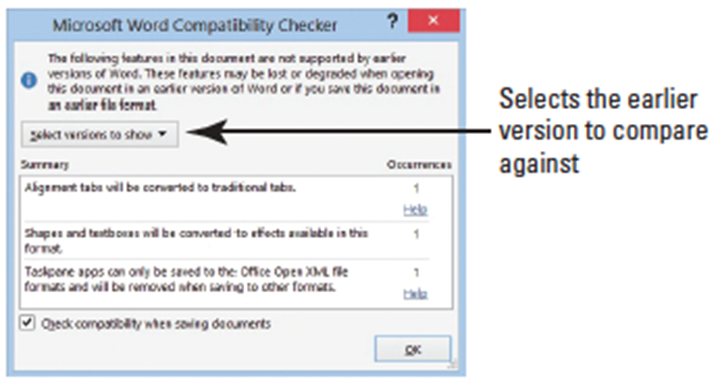 Microsoft Word Compatibility Checker ? ×
The following features in this document are not supported by earlier
versions of Word. These features may be lost or degraded when opening
this document in an earlier version of Word or if you save this document in
an earlier file format.
Select versions to show
Selects the earlier
version to compare
against
Summary Occurrences
Alignment tabs will be converted to traditional tabs. 1
Help
Shapes and textboxes will be converted to effects available in this 1
format.
Taskpane apps can only be saved to the Office Open XML file 1
formats and will be removed when saving to other formats.
Help
Check compatibility when saving documents
OK